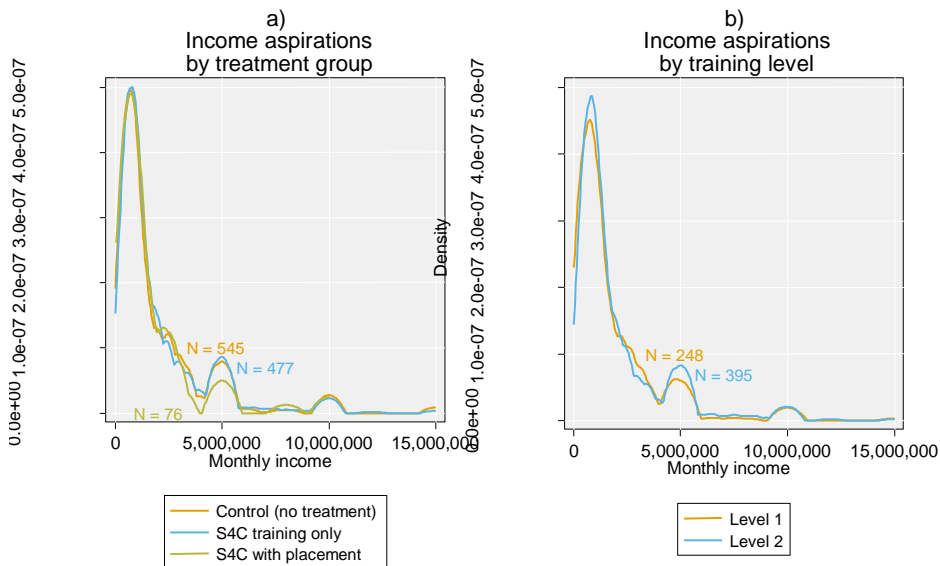 a)
Income aspirations
by treatment group
0.0e+00 1.0e-07 2.0e-07 3.0e-07 4.0e-07 5.0e-07
N = 545
N = 477
N = 76
0 5,000,000 10,000,000 15,000,000
Monthly income
Control (no treatment)
S4C training only
S4C with placement
b)
Income aspirations
by training level
Density
0.0e+00 1.0e-07 2.0e-07 3.0e-07 4.0e-07 5.0e-07
N = 248
N = 395
0 5,000,000 10,000,000 15,000,000
Monthly income
Level 1
Level 2